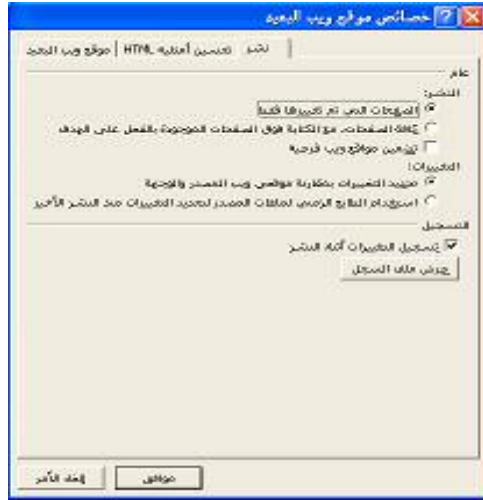 خصائص موقع ويب البعيد
موقع ويب البعيد
تحسين أمثلية HTML
نشر
عام
النشر:
الصفحات التي تم تغييرها فقط
كافة الصفحات، مع الكتابة فوق الصفحات الموجودة بالفعل على الهدف
تضمين مواقع ويب فرعية
التغييرات:
تحديد التغييرات بمقارنة موقعي ويب المصدر والوجهة
استخدام الطابع الزمني لملفات المصدر لتحديد التغييرات منذ النشر الأخير
التسجيل
تسجيل التغييرات أثناء النشر
عرض ملف السجل
موافق
إلغاء الأمر